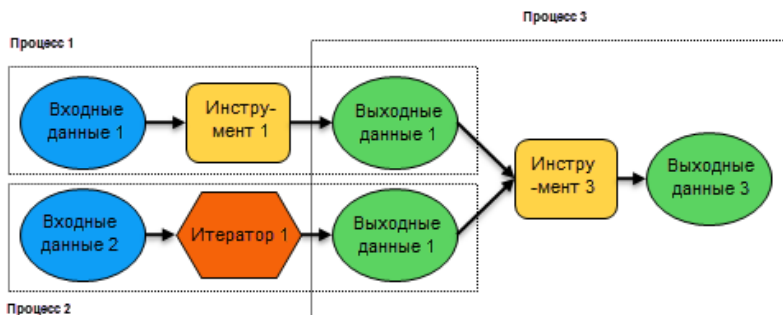 Процесс 3
Процесс 1
Входные
данные 1
Инстру-
мент 1
Выходные
данные 1
Инстру
-мент 3
Выходные
данные 3
Входные
данные 2
Итератор 1
Выходные
данные 1
Процесс 2